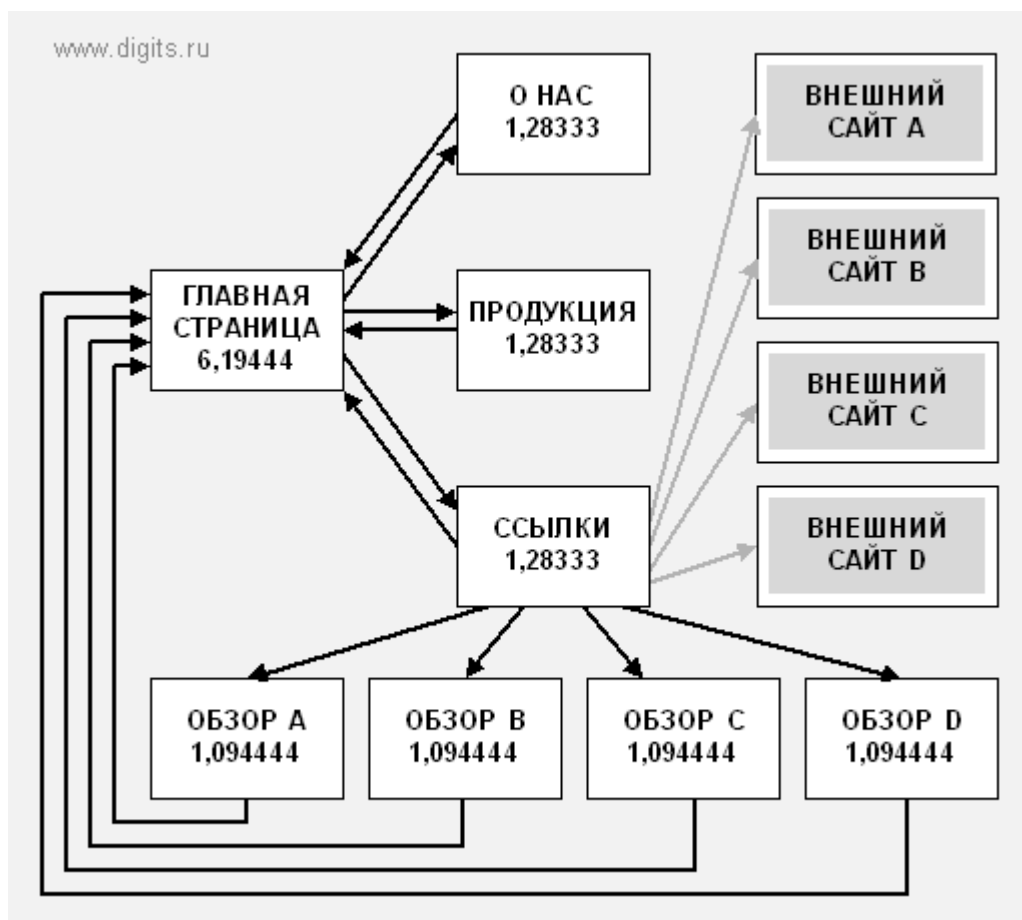 www.digits.ru
О НАС
1,28333
ВНЕШНИЙ
САЙТ A
ВНЕШНИЙ
САЙТ B
ГЛАВНАЯ
СТРАНИЦА
6,19444
ПРОДУКЦИЯ
1,28333
ВНЕШНИЙ
САЙТ C
ССЫЛКИ
1,28333
ВНЕШНИЙ
САЙТ D
ОБЗОР A
1,094444
ОБЗОР B
1,094444
ОБЗОР C
1,094444
ОБЗОР D
1,094444